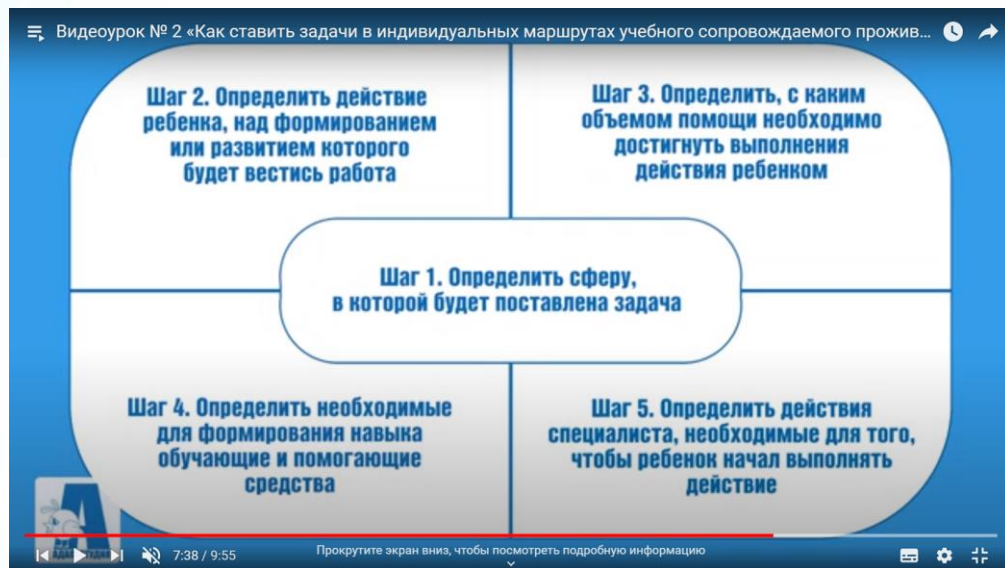 Видеоурок № 2 «Как ставить задачи в индивидуальных маршрутах учебного сопровождаемого прожив...
Шаг 2. Определить действие
ребенка, над формированием
или развитием которого
будет вестись работа
Шаг 3. Определить, с каким
объемом помощи необходимо
достигнуть выполнения
действия ребенком
Шаг 1. Определить сферу,
в которой будет поставлена задача
Шаг 4. Определить необходимые
для формирования навыка
обучающие и помогающие
средства
Шаг 5. Определить действия
специалиста, необходимые для того,
чтобы ребенок начал выполнять
действие
7:38 / 9:55
Прокрутите экран вниз, чтобы посмотреть подробную информацию